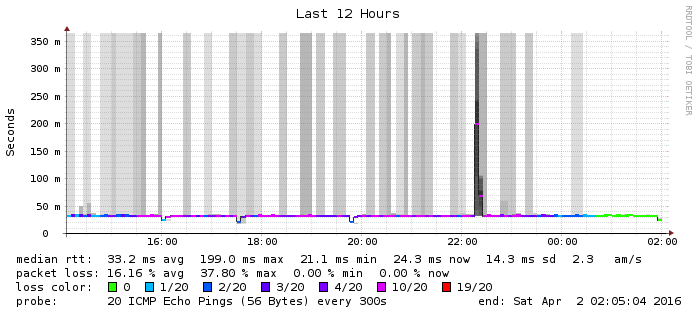 Last 12 Hours
RRDTOOL / TOBI OETIKER
Seconds
350 m
300 m
250 m
200 m
150 m
100 m
50 m
0
16:00 18:00 20:00 22:00 00:00 02:00
median rtt: 33.2 ms avg 199.0 ms max 21.1 ms min 24.3 ms now 14.3 ms sd 2.3 am/s
packet loss: 16.16 % avg 37.80 % max 0.00 % min 0.00 % now
loss color: 0 1/20 2/20 3/20 4/20 10/20 19/20
probe: 20 ICMP Echo Pings (56 Bytes) every 300s end: Sat Apr 2 02:05:04 2016